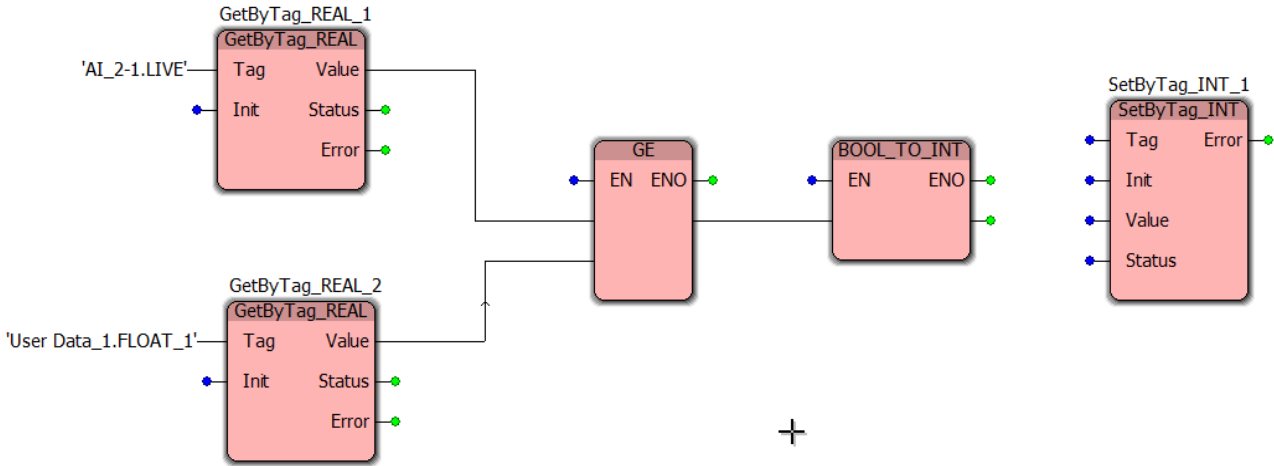 GetByTag_REAL_1
GetByTag_REAL
'AI_2-1.LIVE'
Tag Value
Init Status
Error
GE
EN ENO
BOOL_TO_INT
EN ENO
SetByTag_INT_1
SetByTag_INT
Tag Error
Init
Value
Status
GetByTag_REAL_2
GetByTag_REAL
'User Data_1.FLOAT_1'
Tag Value
Init Status
Error